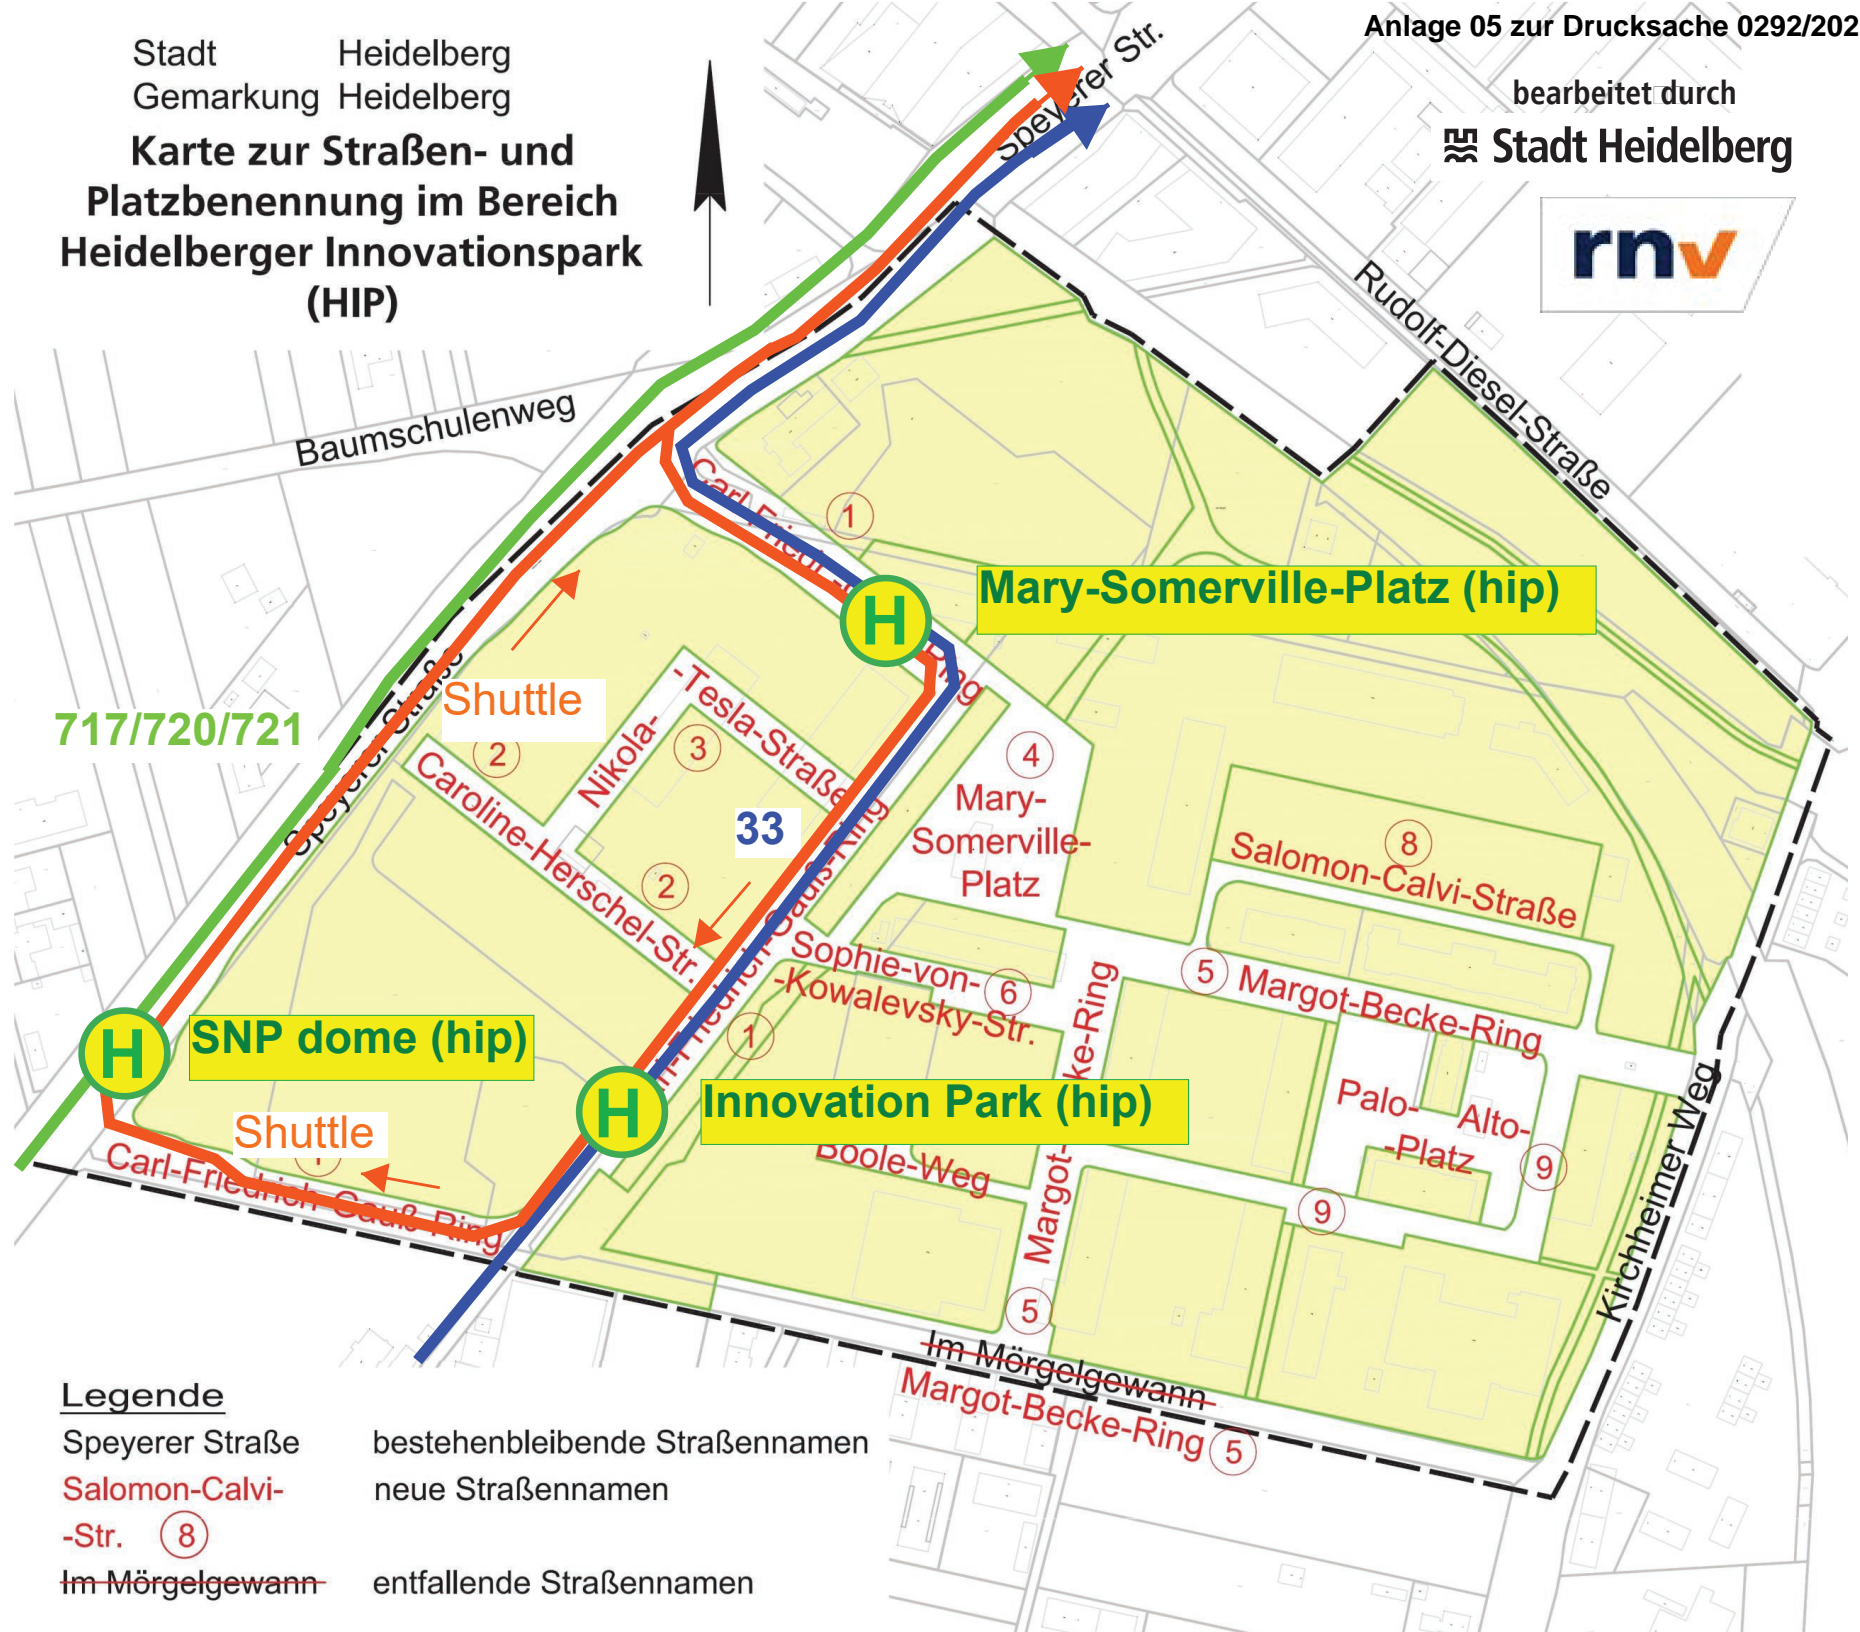 Anlage 05 zur Drucksache 0292/202
Stadt Heidelberg
Gemarkung Heidelberg
Karte zur Straßen- und
Platzbenennung im Bereich
Heidelberger Innovationspark
(HIP)
bearbeitet durch
Stadt Heidelberg
rnv
Speyerer Str.
Rudolf-Diesel-Straße
Baumschulenweg
Carl-Friedr.-
1
H
Mary-Somerville-Platz (hip)
Ring
Shuttle
717/720/721
Speyerer Straße
2
Nikola-
-Tesla-Straße
3
4
Mary-
Somerville-
Platz
33
Caroline-Herschel-Str.
2
8
Salomon-Calvi-Straße
Sophie-von-
-Kowalevsky-Str.
6
5
Margot-Becke-Ring
1
H
SNP dome (hip)
H
Innovation Park (hip)
Shuttle
Carl-Friedrich-Gauß-Ring
Boole-Weg
Margot-
ke-Ring
Palo-
Alto-
-Platz
9
9
Kirchheimer Weg
5
Im Mörgelgewann
Margot-Becke-Ring
5
Legende
Speyerer Straße bestehenbleibende Straßennamen
Salomon-Calvi- neue Straßennamen
-Str. 8
Im Mörgelgewann entfallende Straßennamen